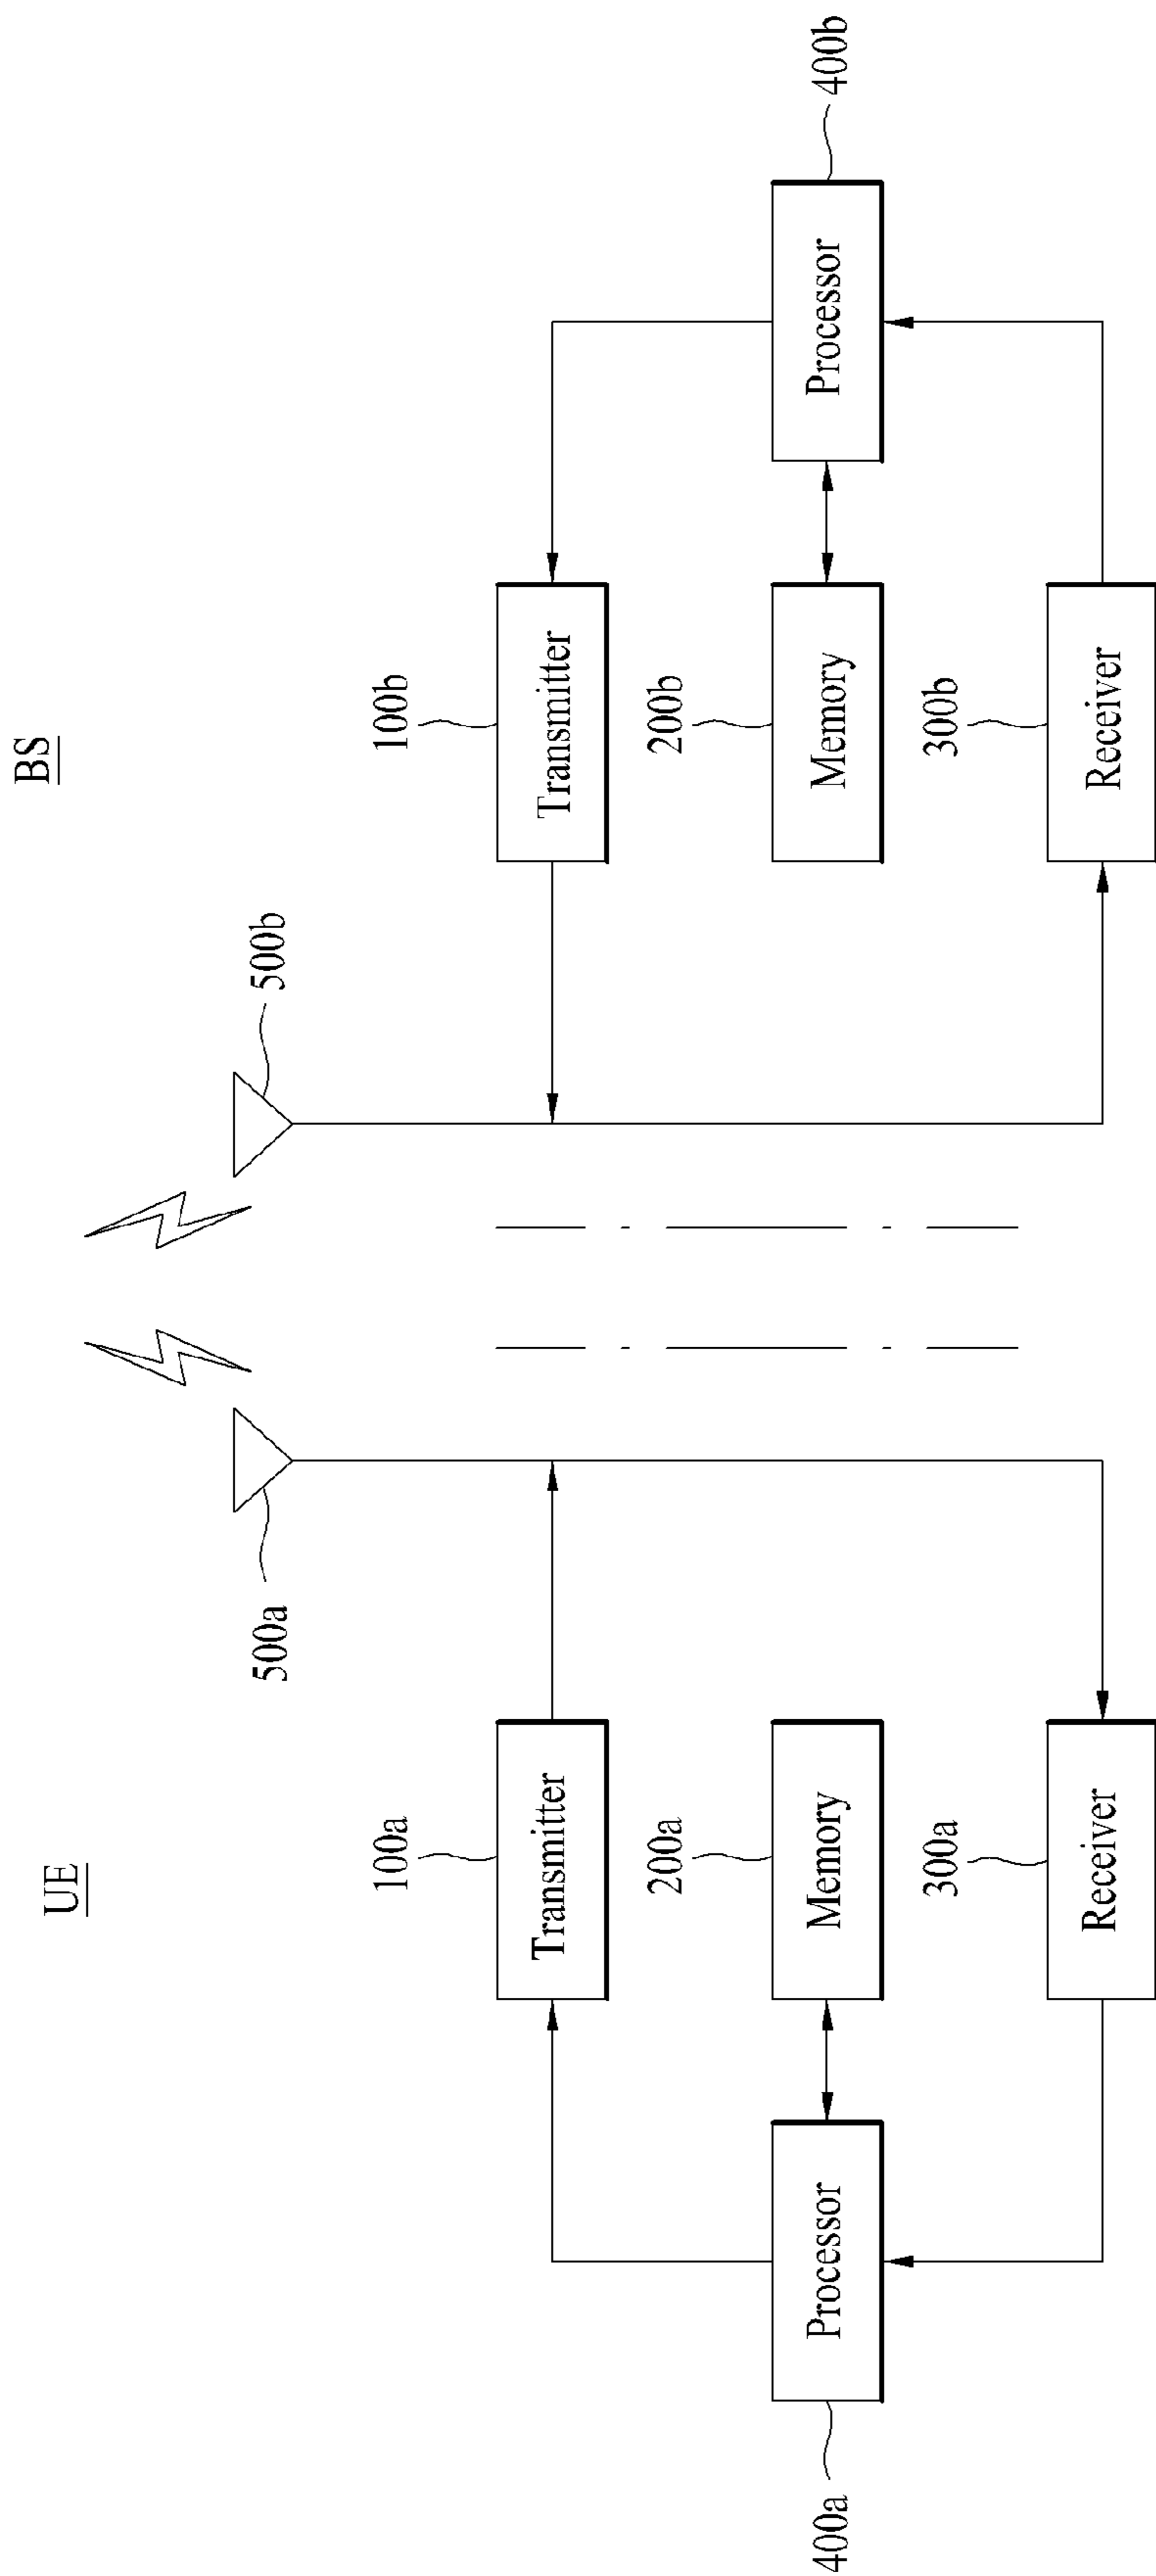 UE
BS
500a
500b
100a
Transmitter
100b
Transmitter
400a
Processor
200a
Memory
200b
Memory
Processor
400b
300a
Receiver
300b
Receiver